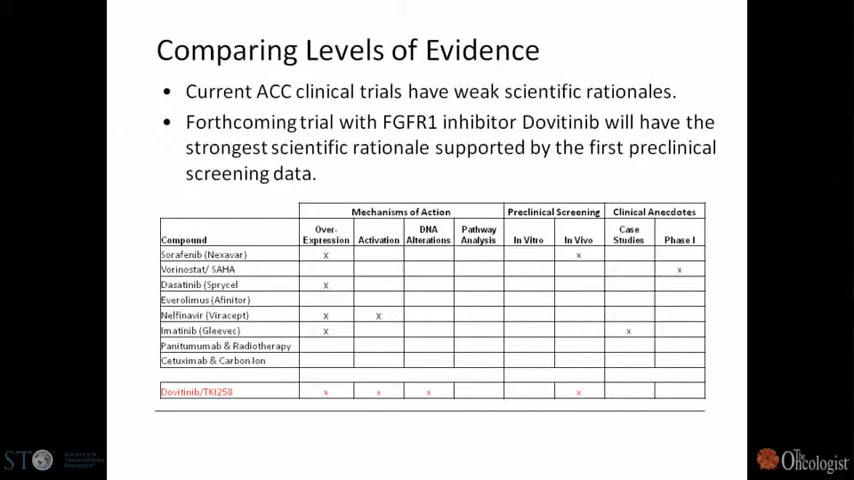 Comparing Levels of Evidence
• Current ACC clinical trials have weak scientific rationales.
• Forthcoming trial with FGFR1 inhibitor Dovitinib will have the
strongest scientific rationale supported by the first preclinical
screening data.
Mechanisms of Action Preclinical Screening Clinical Anecdotes
Compound Over-Expression Activation DNA Alterations Pathway Analysis In Vitro In Vivo Case Studies Phase I
Sorafenib (Nexavar) x x
Vorinostat/ SAHA x
Dasatinib (Sprycel x
Everolimus (Afinitor)
Nelfinavir (Viracept) x x
Imatinib (Gleevec) x x
Panitumumab & Radiotherapy
Cetuximab & Carbon Ion
Dovitinib/TKI258 x x x x
STO
The
Oncologist